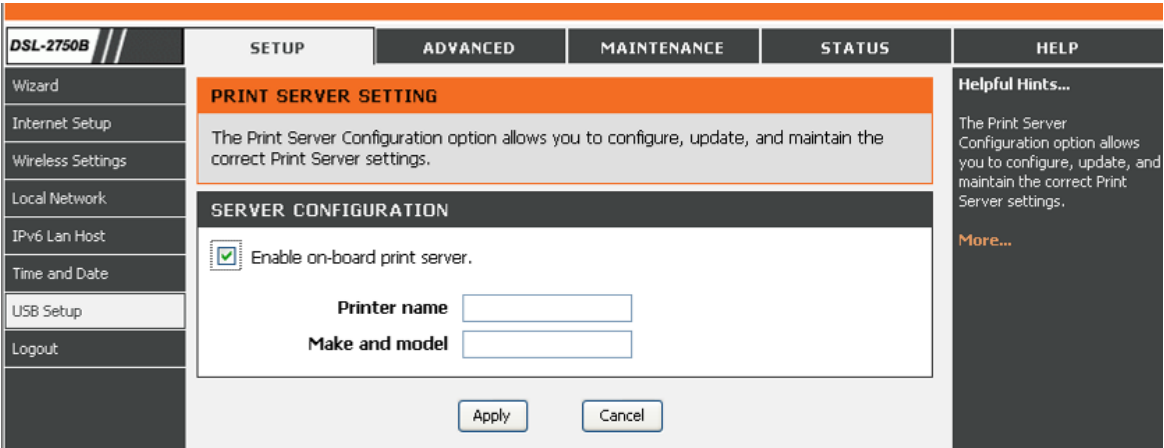 DSL-2750B
SETUP
ADVANCED
MAINTENANCE
STATUS
HELP
Wizard
Internet Setup
Wireless Settings
Local Network
IPv6 Lan Host
Time and Date
USB Setup
Logout
PRINT SERVER SETTING
The Print Server Configuration option allows you to configure, update, and maintain the
correct Print Server settings.
SERVER CONFIGURATION
Enable on-board print server.
Printer name
Make and model
Apply
Cancel
Helpful Hints...
The Print Server
Configuration option allows
you to configure, update, and
maintain the correct Print
Server settings.
More...